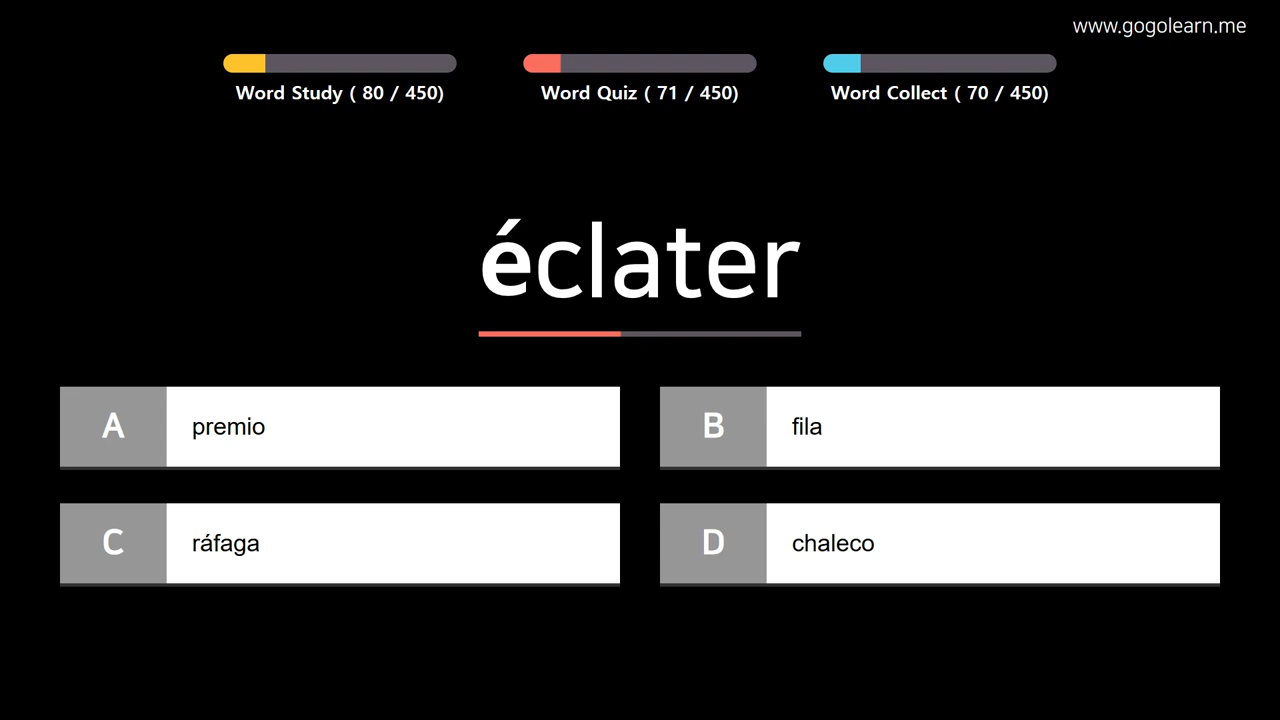 www.gogolearn.me
Word Study ( 80 / 450)
Word Quiz ( 71 / 450)
Word Collect ( 70 / 450)
éclater
A premio
B fila
C ráfaga
D chaleco